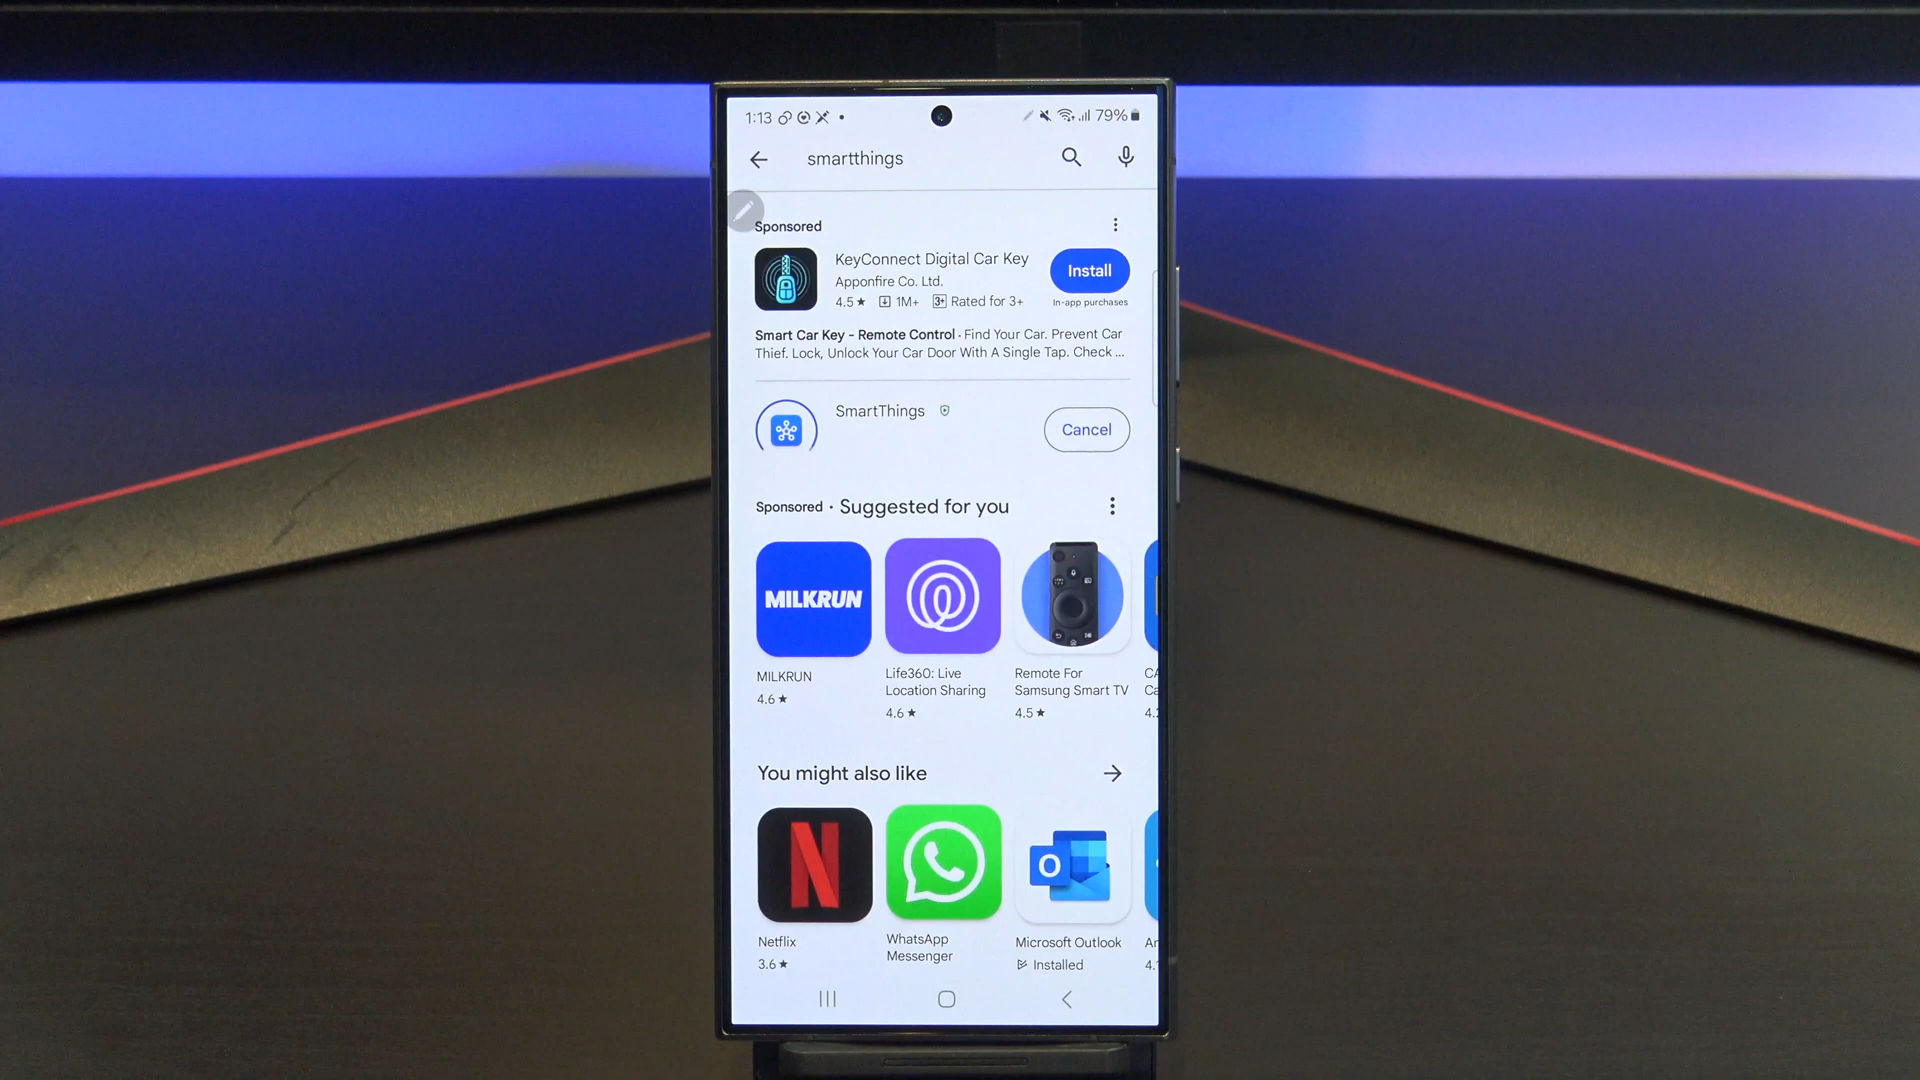 1:13
79%
smartthings
Sponsored
KeyConnect Digital Car Key
Apponfire Co. Ltd.
4.5★ 1M+ 3+ Rated for 3+
Install
In-app purchases
Smart Car Key - Remote Control · Find Your Car. Prevent Car
Thief. Lock, Unlock Your Car Door With A Single Tap. Check ...
SmartThings
Cancel
Sponsored · Suggested for you
MILKRUN
MILKRUN
4.6★
Life360: Live
Location Sharing
4.6★
Remote For
Samsung Smart TV
4.5★
You might also like
N
Netflix
3.6★
WhatsApp
Messenger
O
Microsoft Outlook
Installed